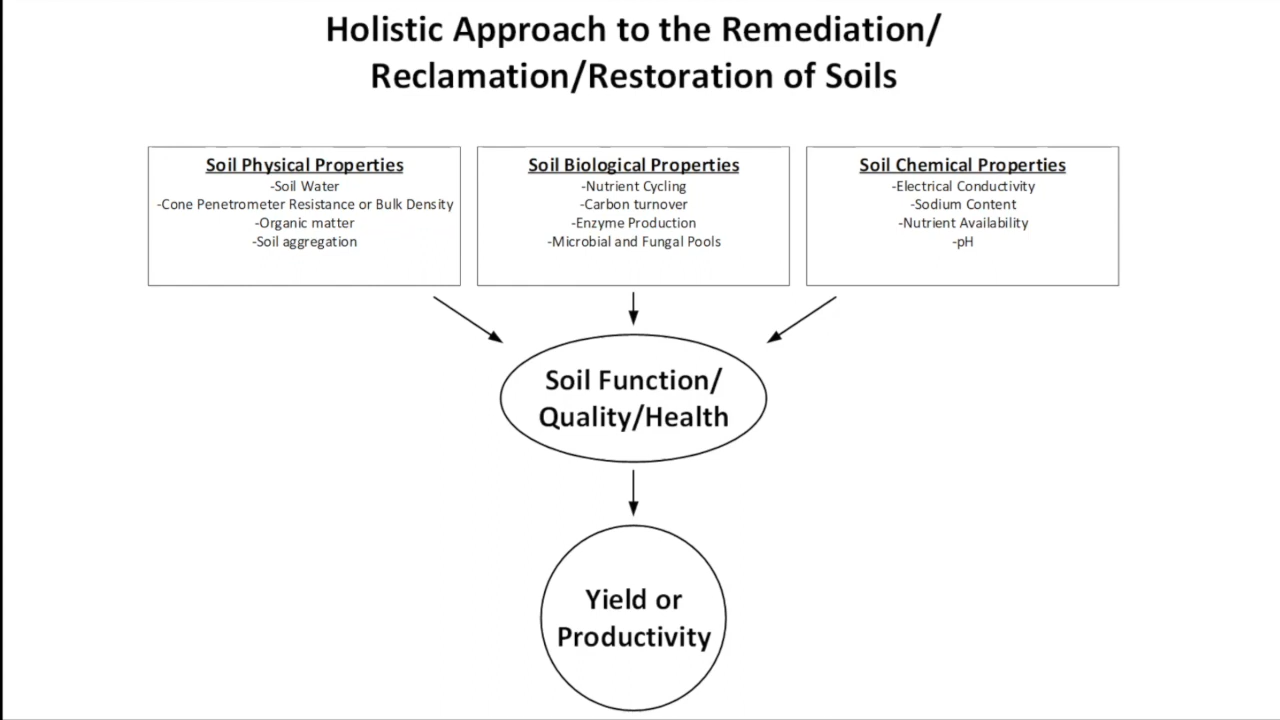 Holistic Approach to the Remediation/
Reclamation/Restoration of Soils
Soil Physical Properties
-Soil Water
-Cone Penetrometer Resistance or Bulk Density
-Organic matter
-Soil aggregation
Soil Biological Properties
-Nutrient Cycling
-Carbon turnover
-Enzyme Production
-Microbial and Fungal Pools
Soil Chemical Properties
-Electrical Conductivity
-Sodium Content
-Nutrient Availability
-pH
Soil Function/
Quality/Health
Yield or
Productivity